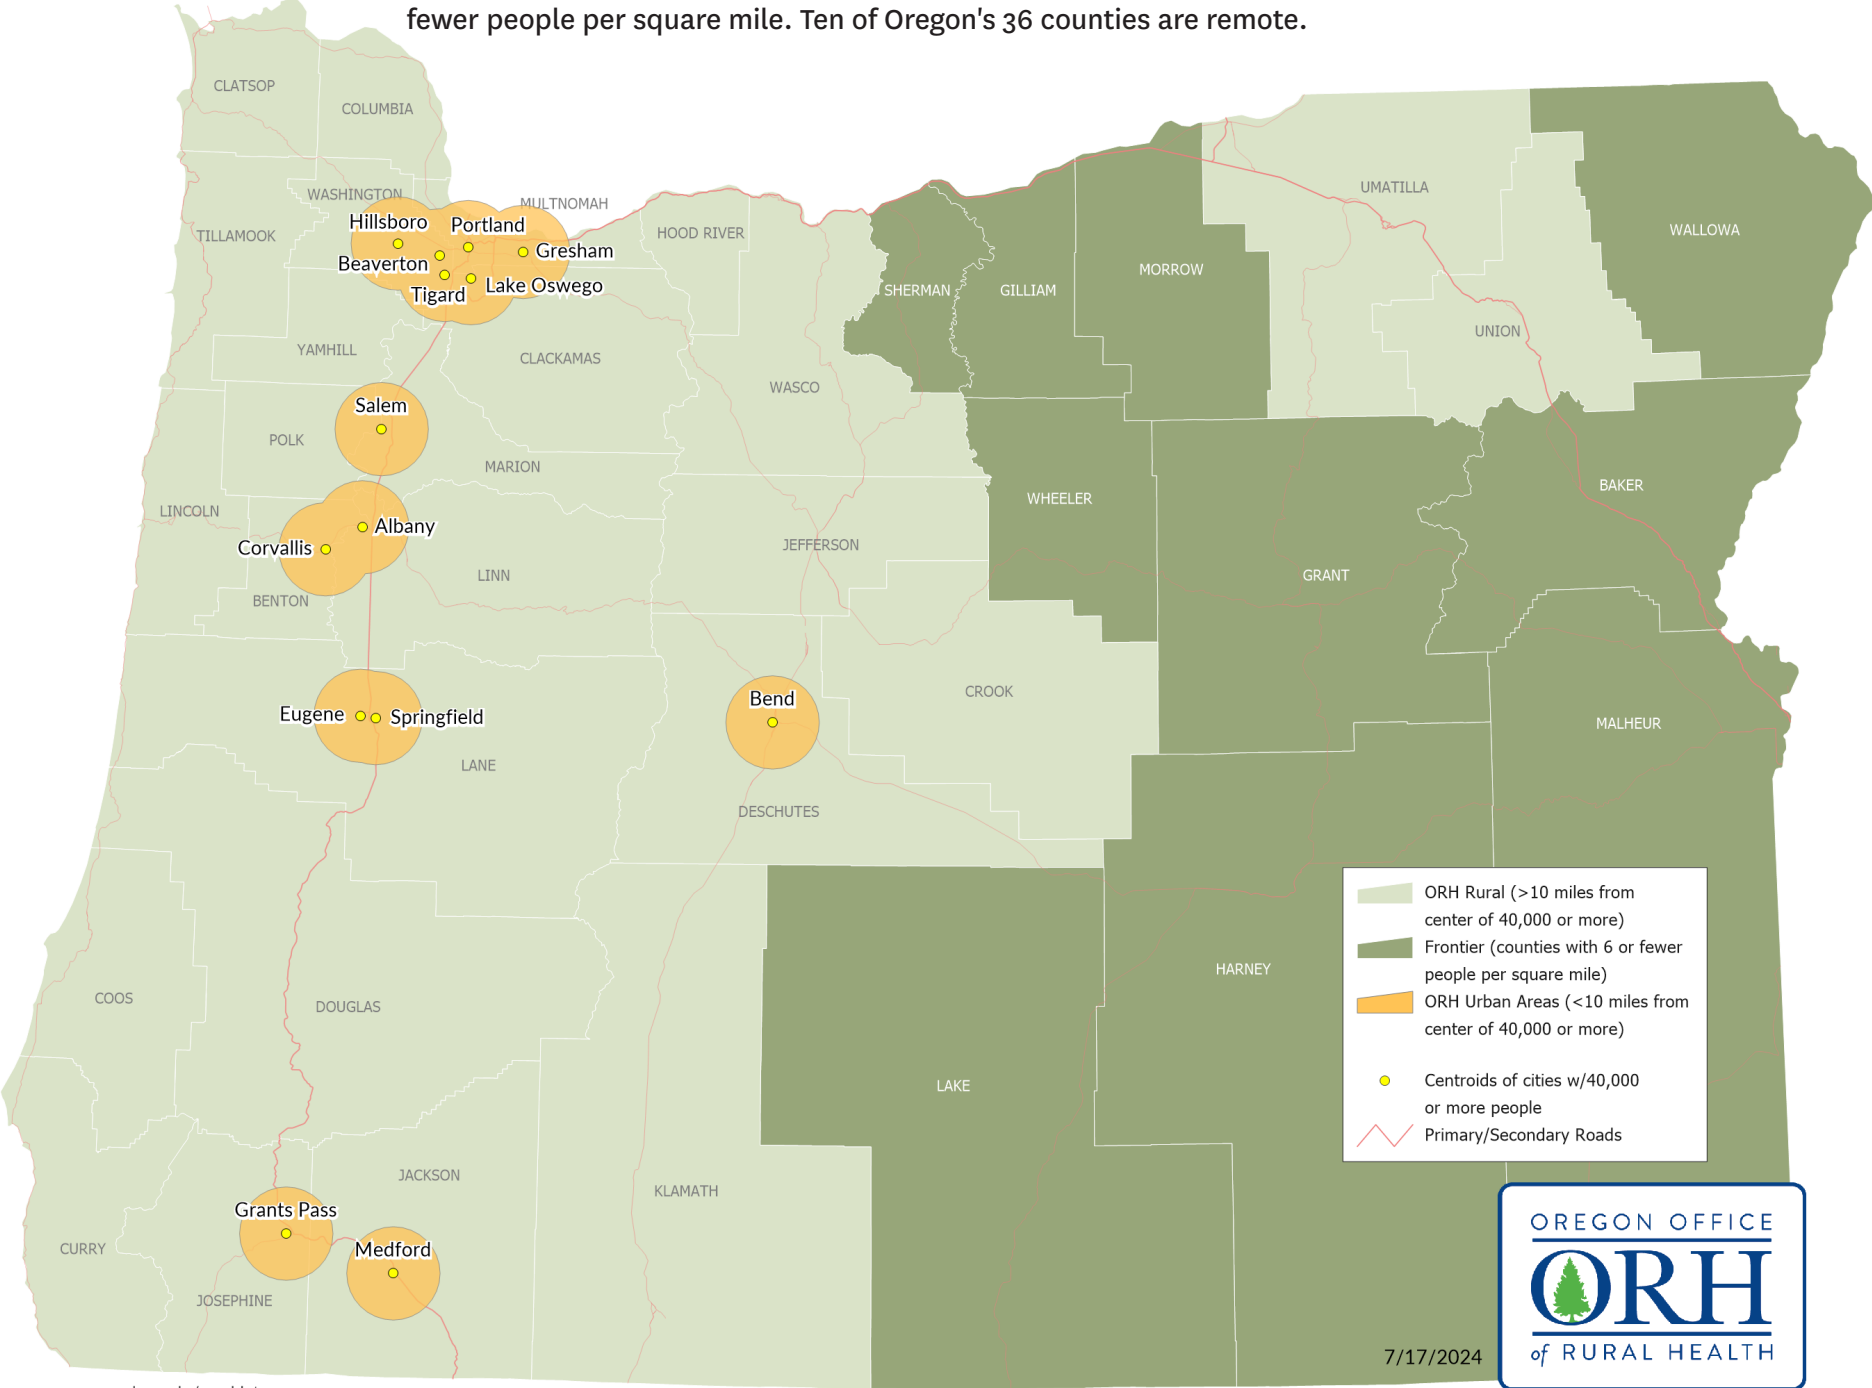 fewer people per square mile. Ten of Oregon's 36 counties are remote.
CLATSOP
COLUMBIA
WASHINGTON
MULTNOMAH
TILLAMOOK
Hillsboro
Portland
Gresham
Beaverton
Tigard
Lake Oswego
HOOD RIVER
SHERMAN
GILLIAM
MORROW
UMATILLA
WALLOWA
UNION
YAMHILL
CLACKAMAS
WASCO
Salem
POLK
MARION
LINCOLN
Albany
Corvallis
BENTON
LINN
JEFFERSON
WHEELER
GRANT
BAKER
Eugene
Springfield
LANE
Bend
CROOK
DESCHUTES
MALHEUR
COOS
DOUGLAS
LAKE
HARNEY
Grants Pass
Medford
JACKSON
KLAMATH
CURRY
JOSEPHINE
ORH Rural (>10 miles from
center of 40,000 or more)
Frontier (counties with 6 or fewer
people per square mile)
ORH Urban Areas (<10 miles from
center of 40,000 or more)
Centroids of cities w/40,000
or more people
Primary/Secondary Roads
7/17/2024
OREGON OFFICE
ORH
of RURAL HEALTH